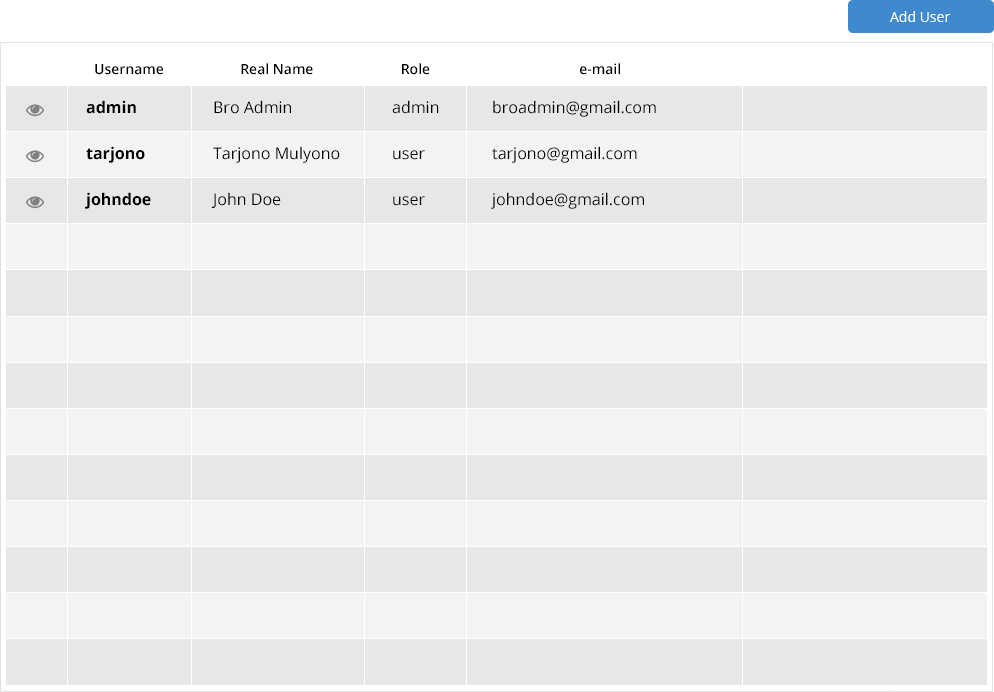 Add User
Username Real Name Role e-mail
admin Bro Admin admin broadmin@gmail.com
tarjono Tarjono Mulyono user tarjono@gmail.com
johndoe John Doe user johndoe@gmail.com